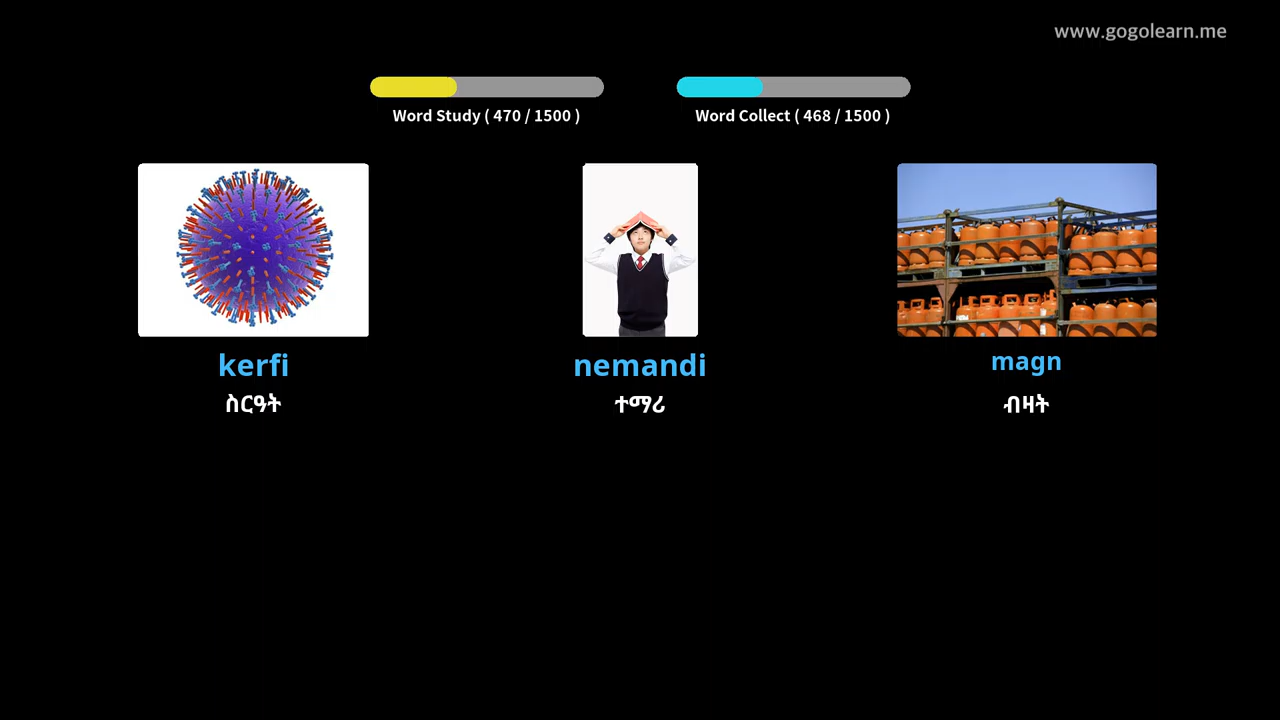 www.gogolearn.me
Word Study ( 470 / 1500 )
Word Collect ( 468 / 1500 )
kerfi
nemandi
magn
ስርዓት
ተማሪ
ብዛት